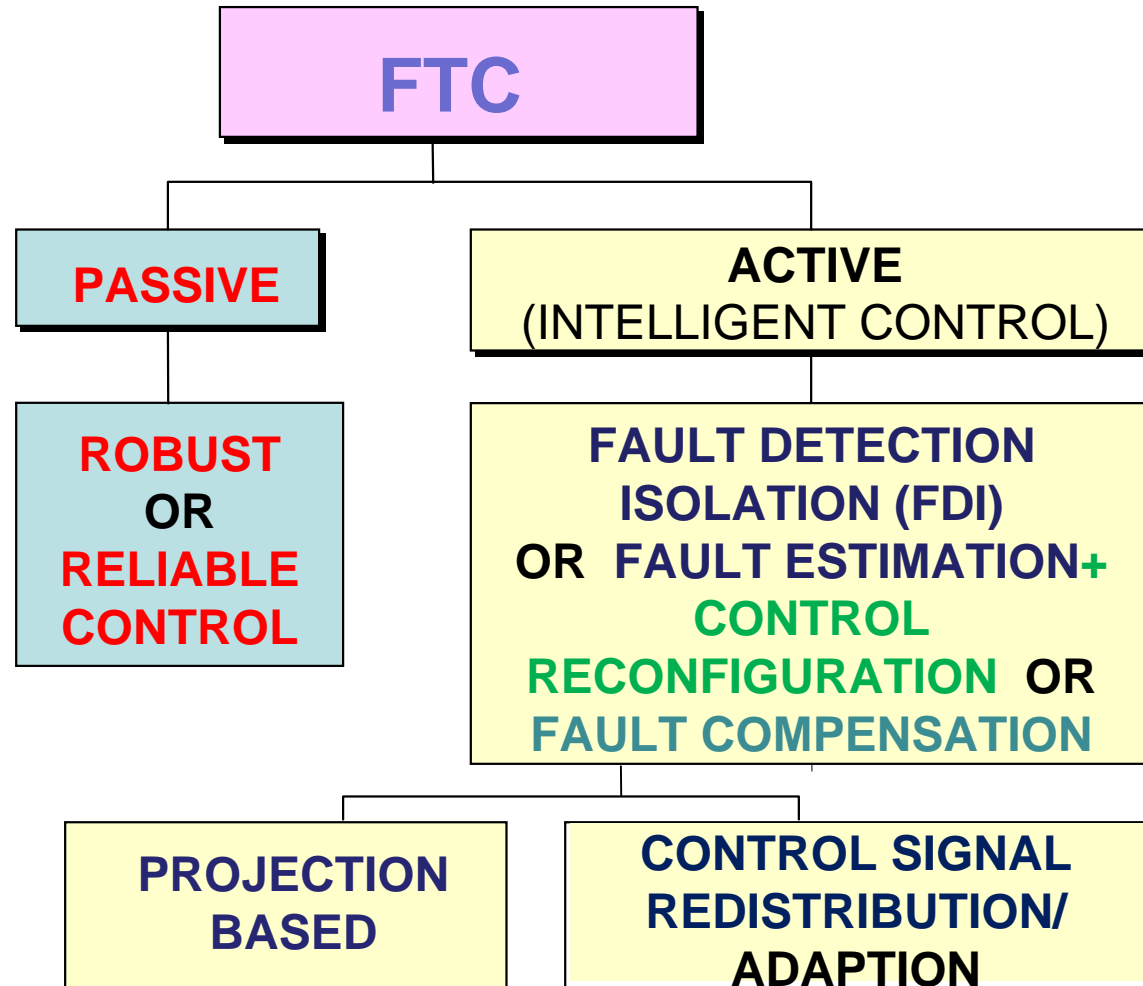 FTC
PASSIVE
ACTIVE
(INTELLIGENT CONTROL)
ROBUST
OR
RELIABLE
CONTROL
FAULT DETECTION
ISOLATION (FDI)
OR FAULT ESTIMATION+
CONTROL
RECONFIGURATION OR
FAULT COMPENSATION
PROJECTION
BASED
CONTROL SIGNAL
REDISTRIBUTION/
ADAPTION